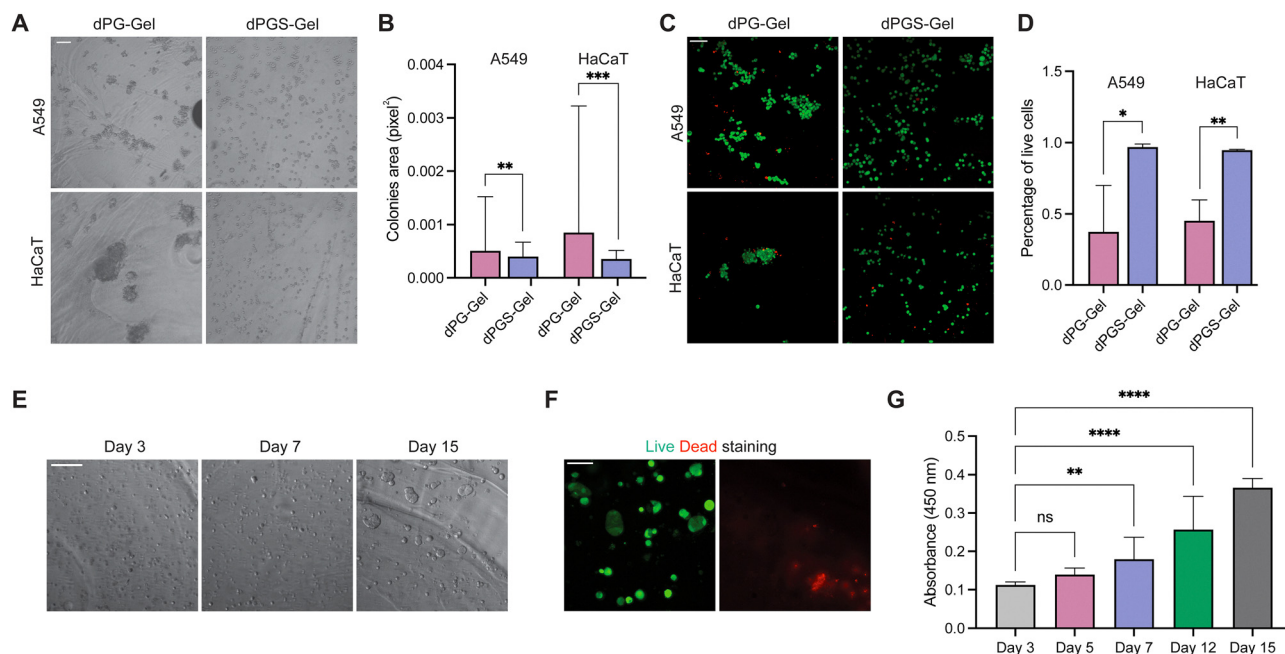 A
dPG-Gel
dPGS-Gel
A549
HaCaT
B
A549
HaCaT
**
***
Colonies area (pixel²)
0.004
0.003
0.002
0.001
0.000
dPG-Gel
dPGS-Gel
dPG-Gel
dPGS-Gel
C
dPG-Gel
dPGS-Gel
A549
HaCaT
D
A549
HaCaT
*
**
Percentage of live cells
1.5
1.0
0.5
0.0
dPG-Gel
dPGS-Gel
dPG-Gel
dPGS-Gel
E
Day 3
Day 7
Day 15
F
Live Dead staining
G
****
****
**
ns
Absorbance (450 nm)
0.5
0.4
0.3
0.2
0.1
0.0
Day 3
Day 5
Day 7
Day 12
Day 15